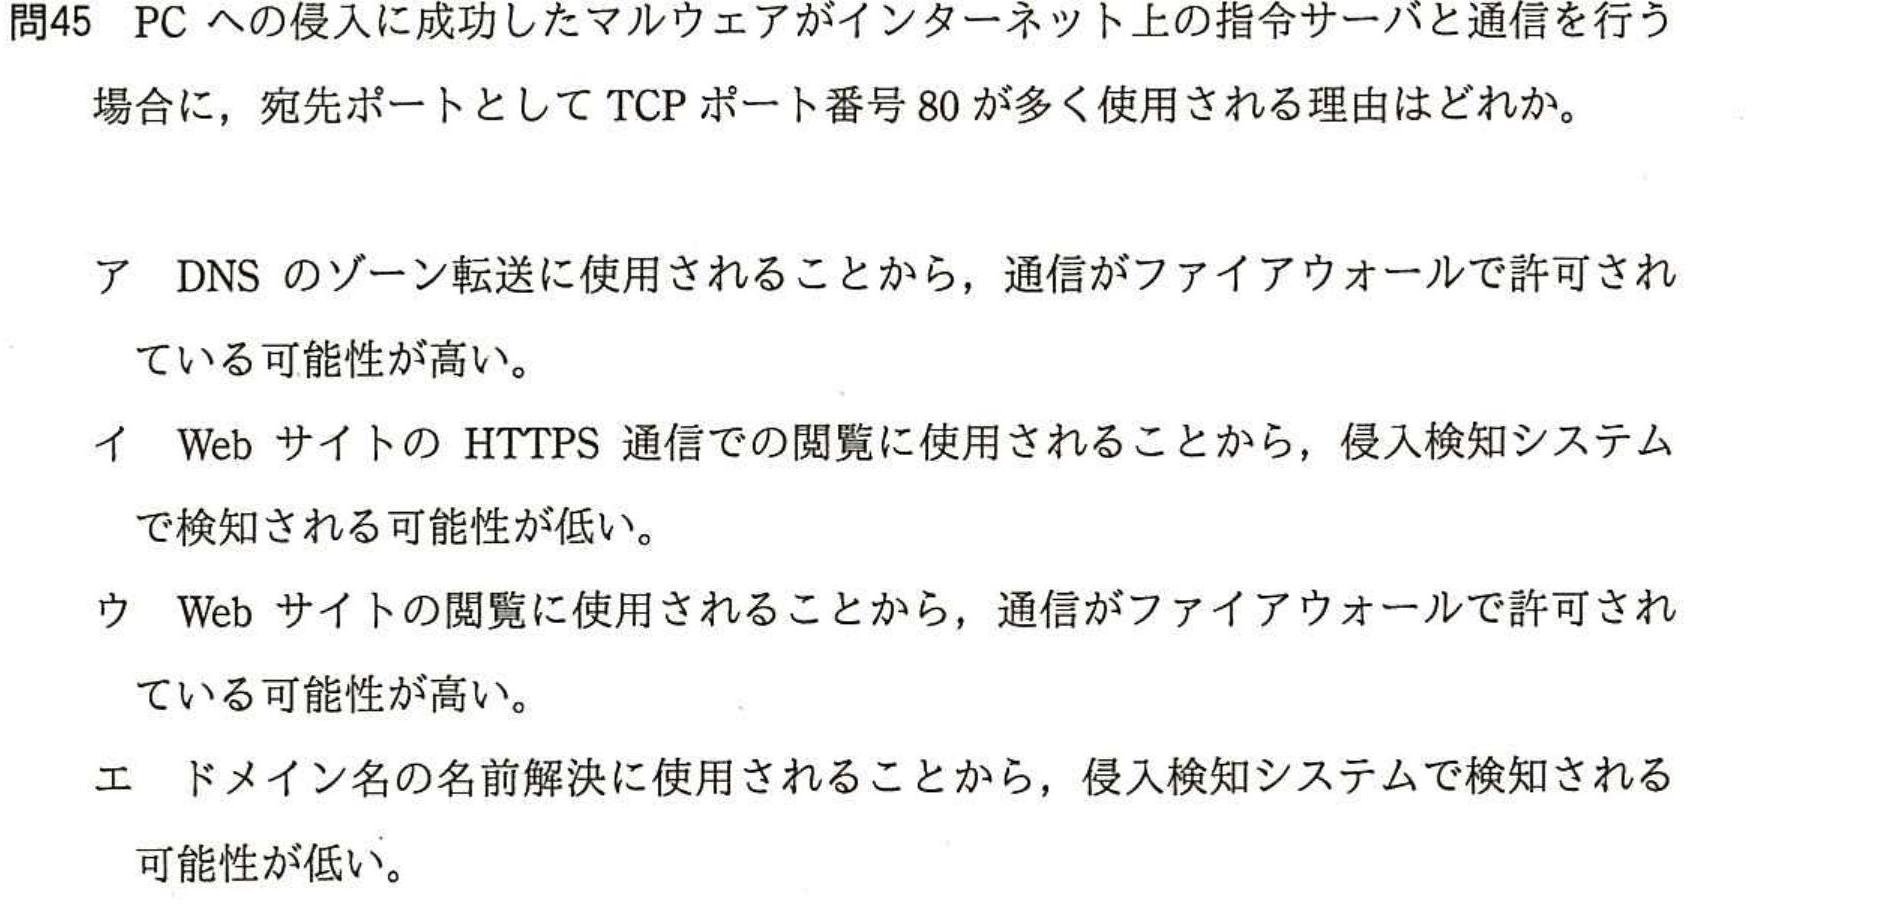 問45 PC への侵入に成功したマルウェアがインターネット上の指令サーバと通信を行う
場合に，宛先ポートとして TCP ポート番号 80 が多く使用される理由はどれか。
ア DNS のゾーン転送に使用されることから，通信がファイアウォールで許可され
ている可能性が高い。
イ Web サイトの HTTPS 通信での閲覧に使用されることから，侵入検知システム
で検知される可能性が低い。
ウ Web サイトの閲覧に使用されることから，通信がファイアウォールで許可され
ている可能性が高い。
エ ドメイン名の名前解決に使用されることから，侵入検知システムで検知される
可能性が低い。